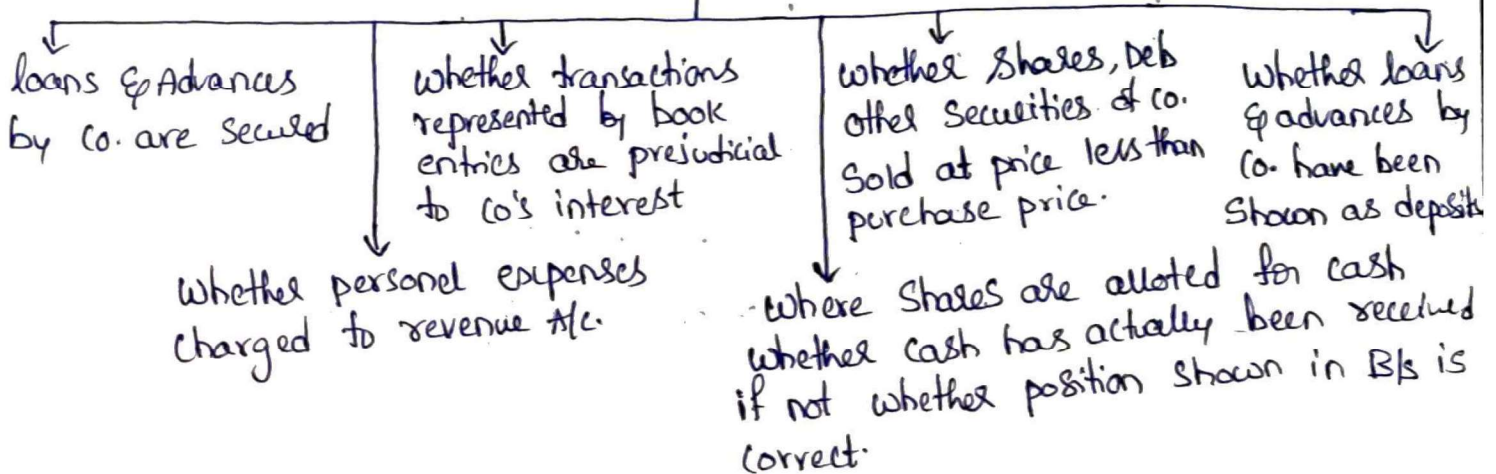 loans & Advances
by Co. are secured
whether transactions
represented by book
entries are prejudicial
to co's interest
whether shares, Deb
other securities of co.
sold at price less than
purchase price.
whether loans
& advances by
Co. have been
shown as deposits
whether personel expenses
charged to revenue A/c.
where shares are alloted for cash
whether cash has actually been received
if not whether position shown in B/s is
correct.